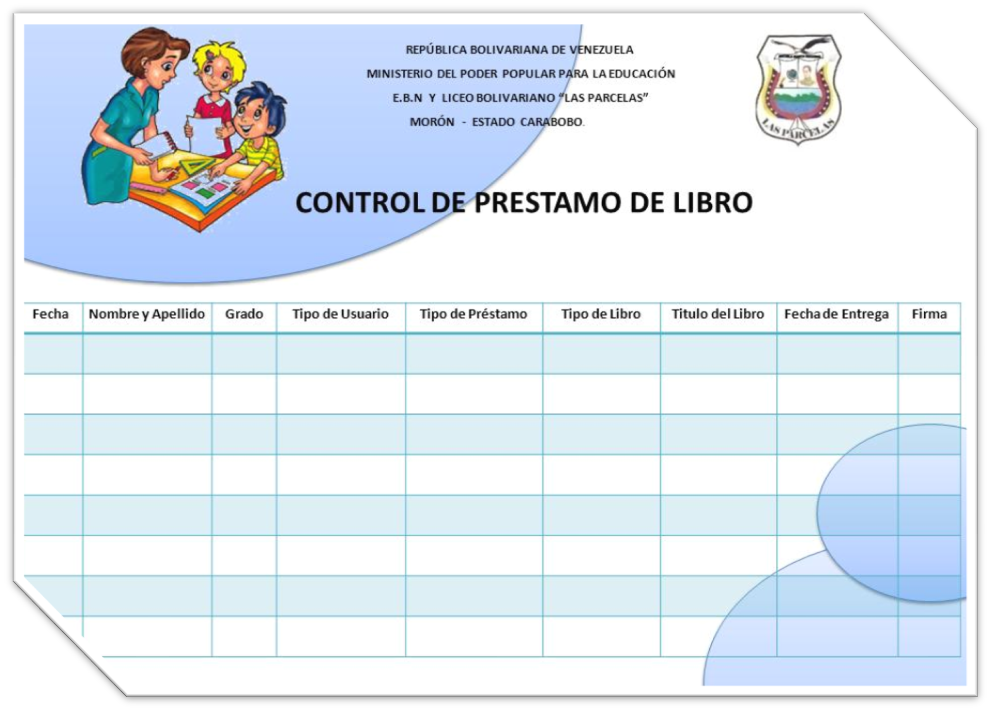 REPÚBLICA BOLIVARIANA DE VENEZUELA
MINISTERIO DEL PODER POPULAR PARA LA EDUCACIÓN
E.B.N Y LICEO BOLIVARIANO "LAS PARCELAS"
MORÓN - ESTADO CARABOBO.
LAS PARCELAS
CONTROL DE PRESTAMO DE LIBRO
Fecha Nombre y Apellido Grado Tipo de Usuario Tipo de Préstamo Tipo de Libro Titulo del Libro Fecha de Entrega Firma